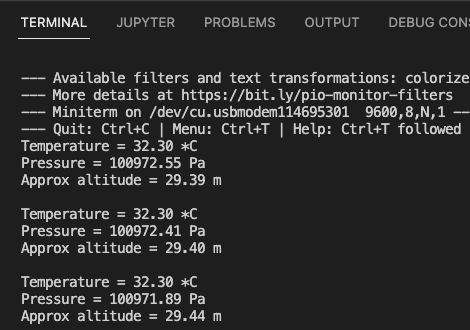 TERMINAL JUPYTER PROBLEMS OUTPUT DEBUG CONS
--- Available filters and text transformations: colorize
--- More details at https://bit.ly/pio-monitor-filters
--- Miniterm on /dev/cu.usbmodem114695301  9600,8,N,1 --
--- Quit: Ctrl+C | Menu: Ctrl+T | Help: Ctrl+T followed
Temperature = 32.30 *C
Pressure = 100972.55 Pa
Approx altitude = 29.39 m
Temperature = 32.30 *C
Pressure = 100972.41 Pa
Approx altitude = 29.40 m
Temperature = 32.30 *C
Pressure = 100971.89 Pa
Approx altitude = 29.44 m